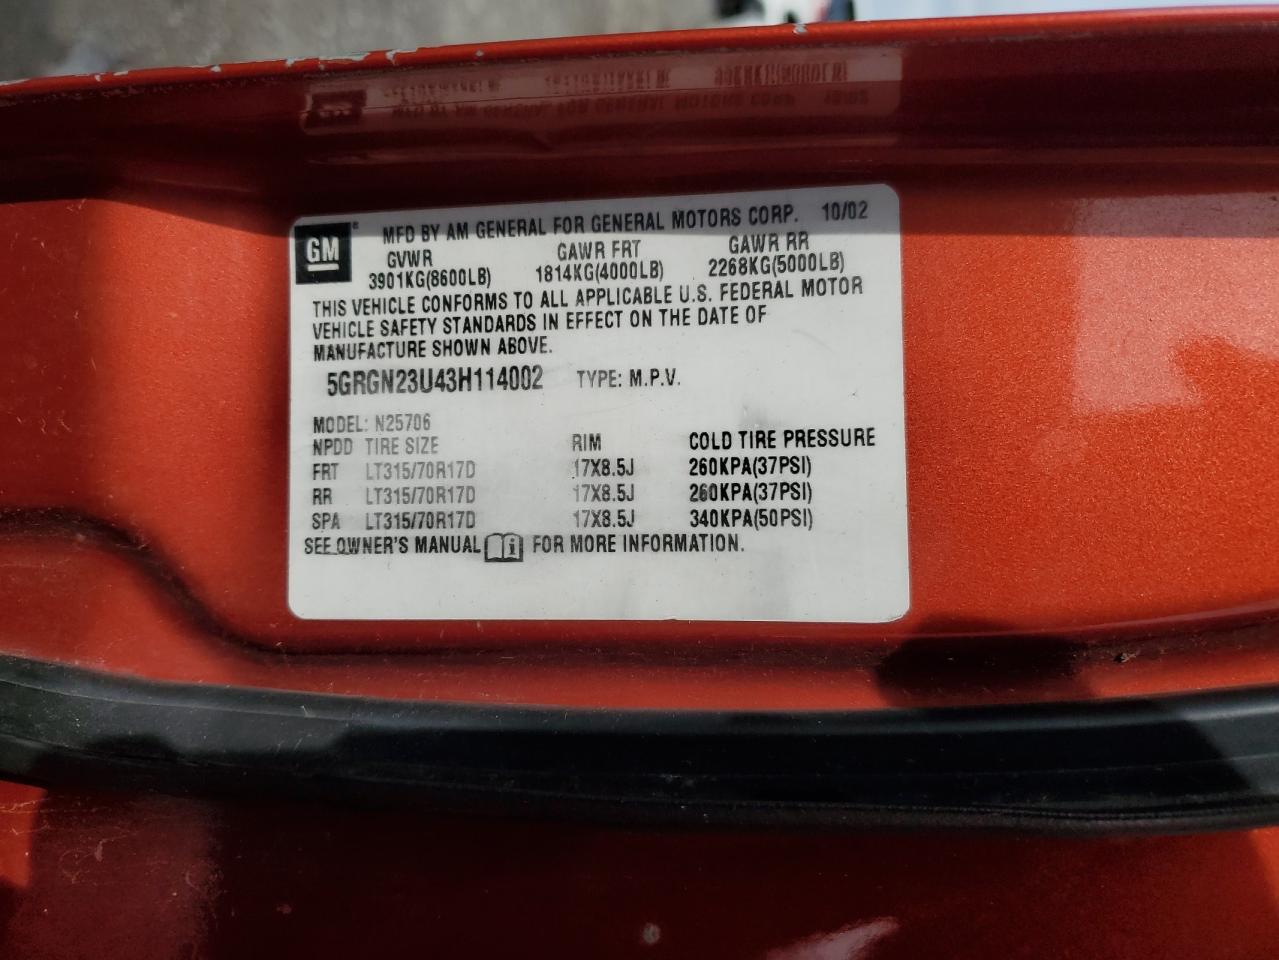 GM ® MFD BY AM GENERAL FOR GENERAL MOTORS CORP. 10/02
GVWR GAWR FRT GAWR RR
3901KG(8600LB) 1814KG(4000LB) 2268KG(5000LB)
THIS VEHICLE CONFORMS TO ALL APPLICABLE U.S. FEDERAL MOTOR
VEHICLE SAFETY STANDARDS IN EFFECT ON THE DATE OF
MANUFACTURE SHOWN ABOVE.
5GRGN23U43H114002 TYPE: M.P.V.
MODEL: N25706
NPDD TIRE SIZE RIM COLD TIRE PRESSURE
FRT LT315/70R17D 17X8.5J 260KPA(37PSI)
RR LT315/70R17D 17X8.5J 260KPA(37PSI)
SPA LT315/70R17D 17X8.5J 340KPA(50PSI)
SEE OWNER'S MANUAL i FOR MORE INFORMATION.